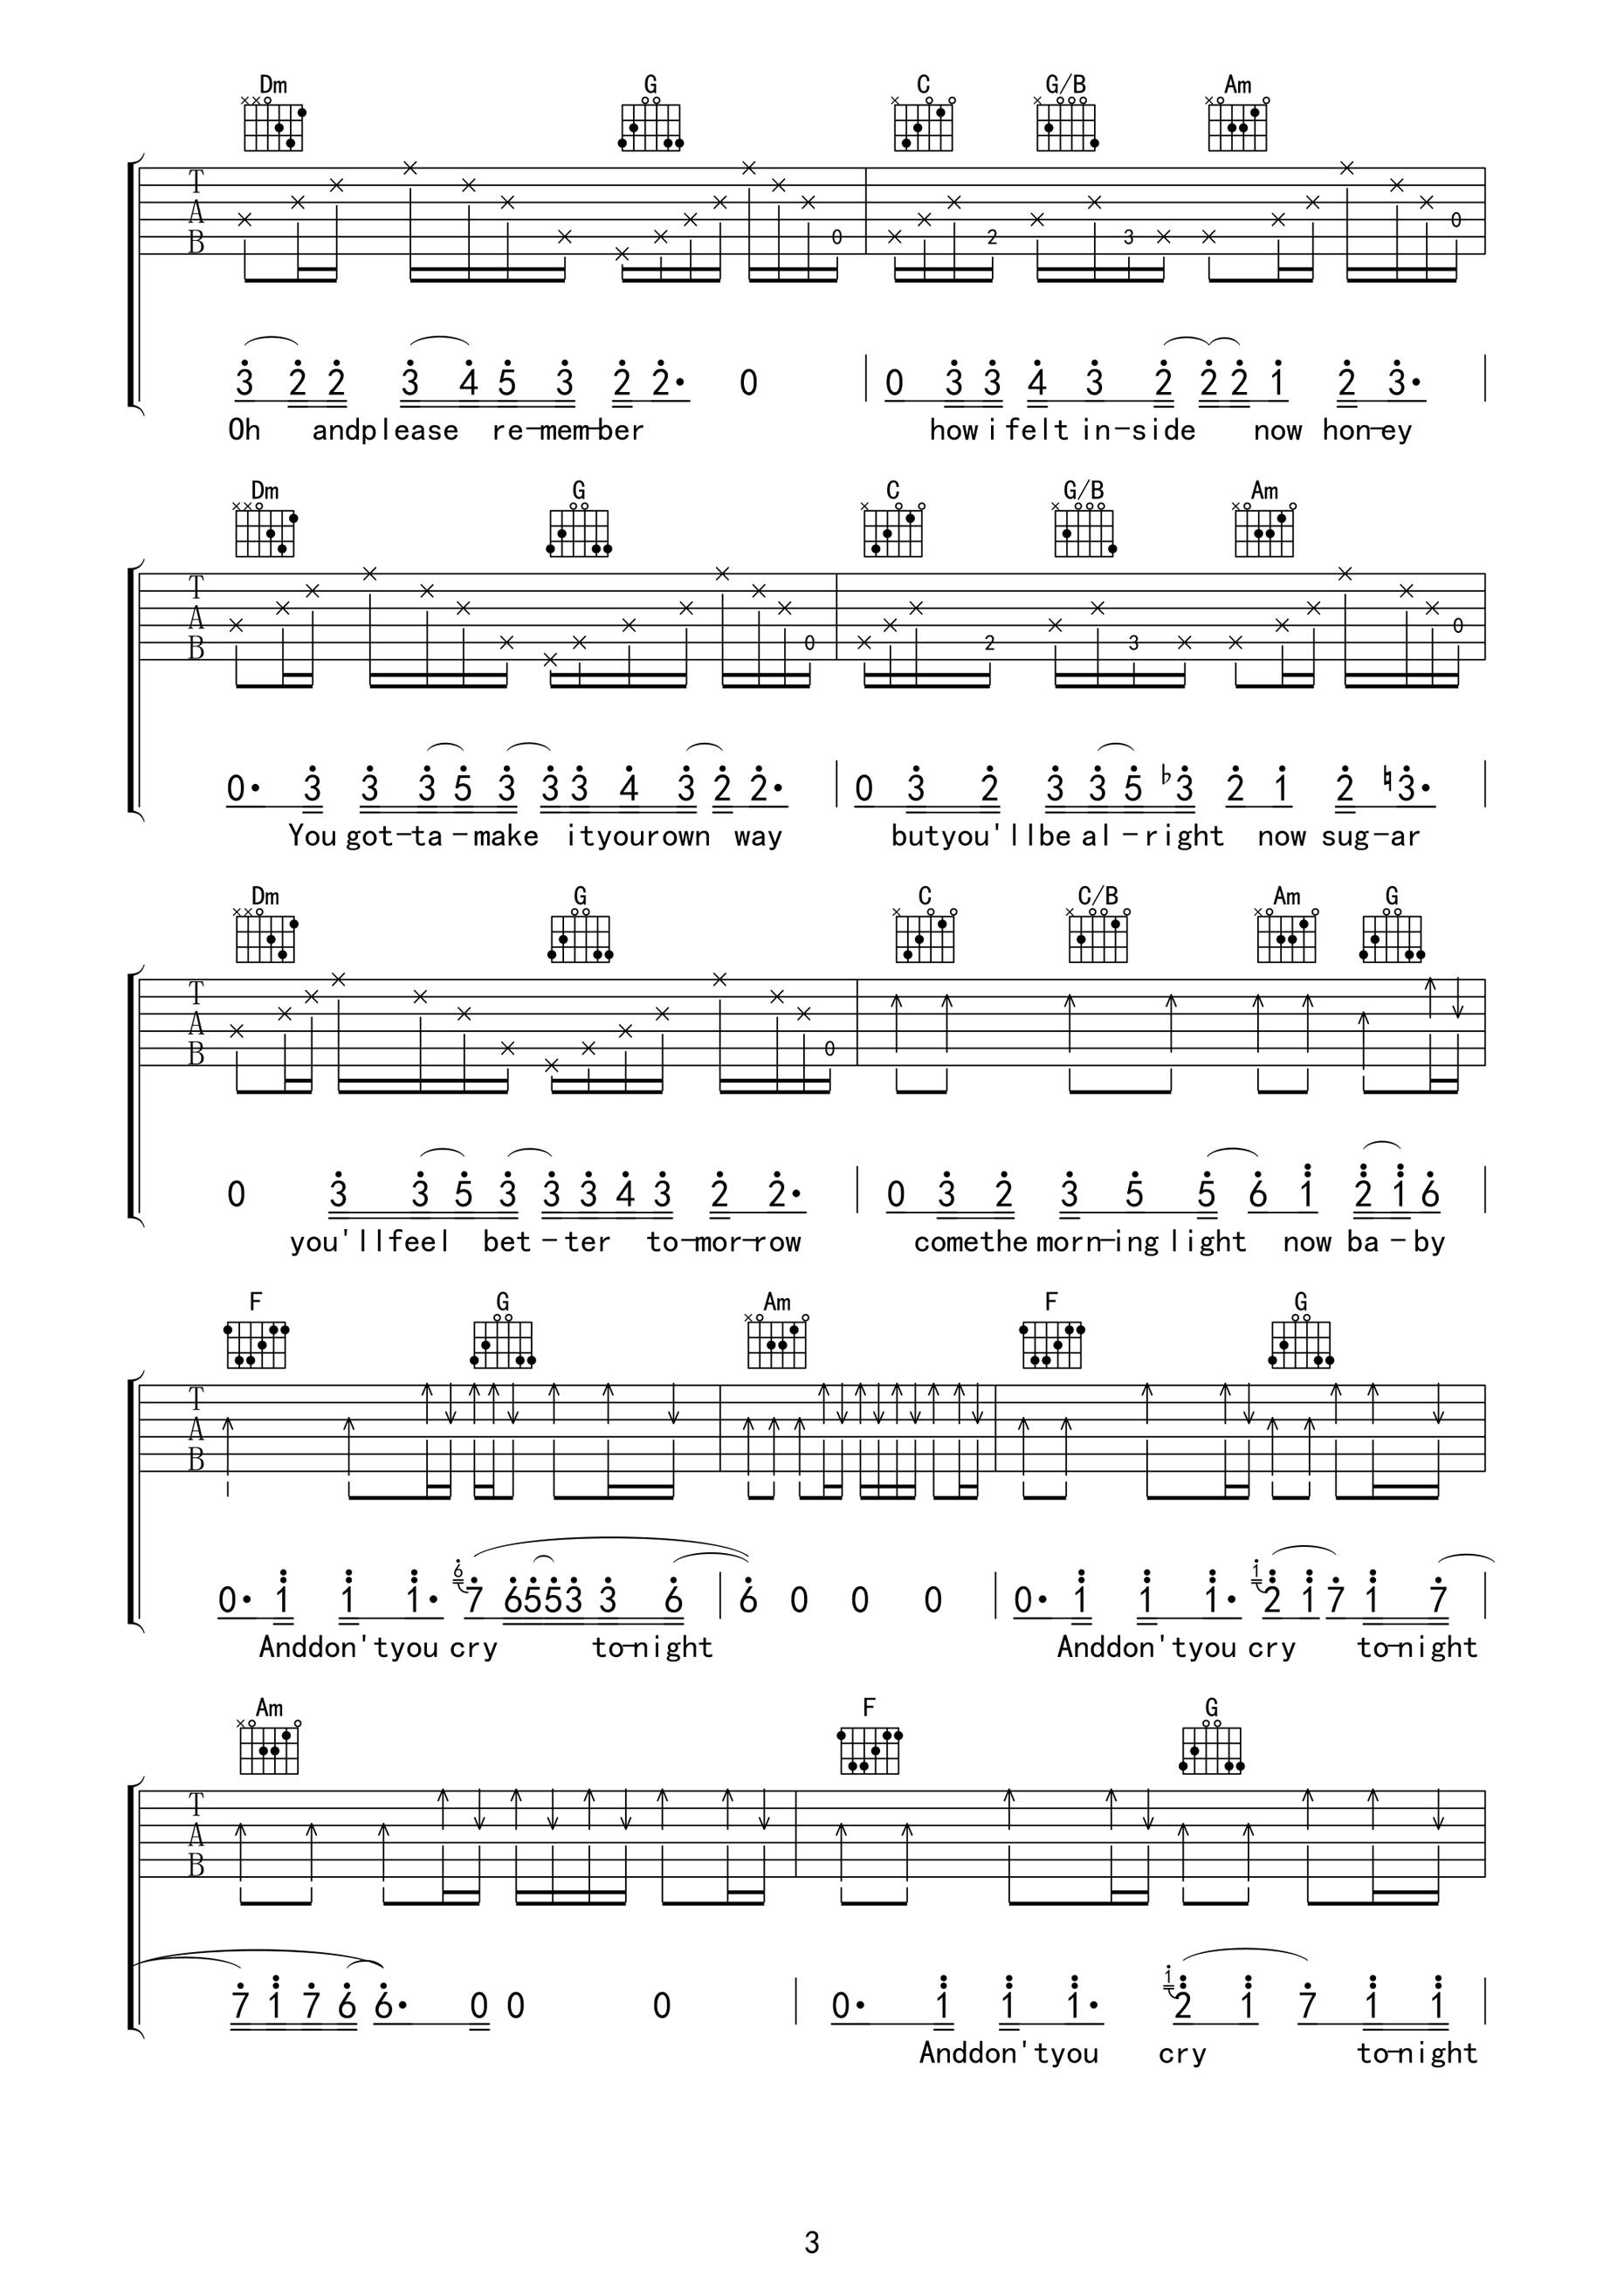 Dm G C G/B Am
T
A
B
0 2 3 0
3 2 2 3 4 5 3 2 2· 0 0 3 3 4 3 2 2 2 1 2 3·
Oh andplease re-mem-ber how ifelt in-side now hon-ey
Dm G C G/B Am
T
A
B
0 2 3 0
0· 3 3 3 5 3 3 3 4 3 2 2· 0 3 2 3 3 5 ♭3 2 1 2 ♮3·
You got-ta-make ityourown way butyou'llbe al-right now sug-ar
Dm G C C/B Am G
T
A
B
0
0 3 3 5 3 3 3 4 3 2 2· 0 3 2 3 5 5 6 1 2 1 6
you'llfeel bet-ter to-mor-row comethe morn-ing light now ba-by
F G Am F G
T
A
B
0· 1 1 1· 6 7 6 5 5 3 3 6 6 0 0 0 0· 1 1 1· 1 2 1 7 1 7
Anddon'tyou cry to-night Anddon'tyou cry to-night
Am F G
T
A
B
7 1 7 6 6· 0 0 0 0· 1 1 1· 1 2 1 7 1 1
Anddon'tyou cry to-night
3